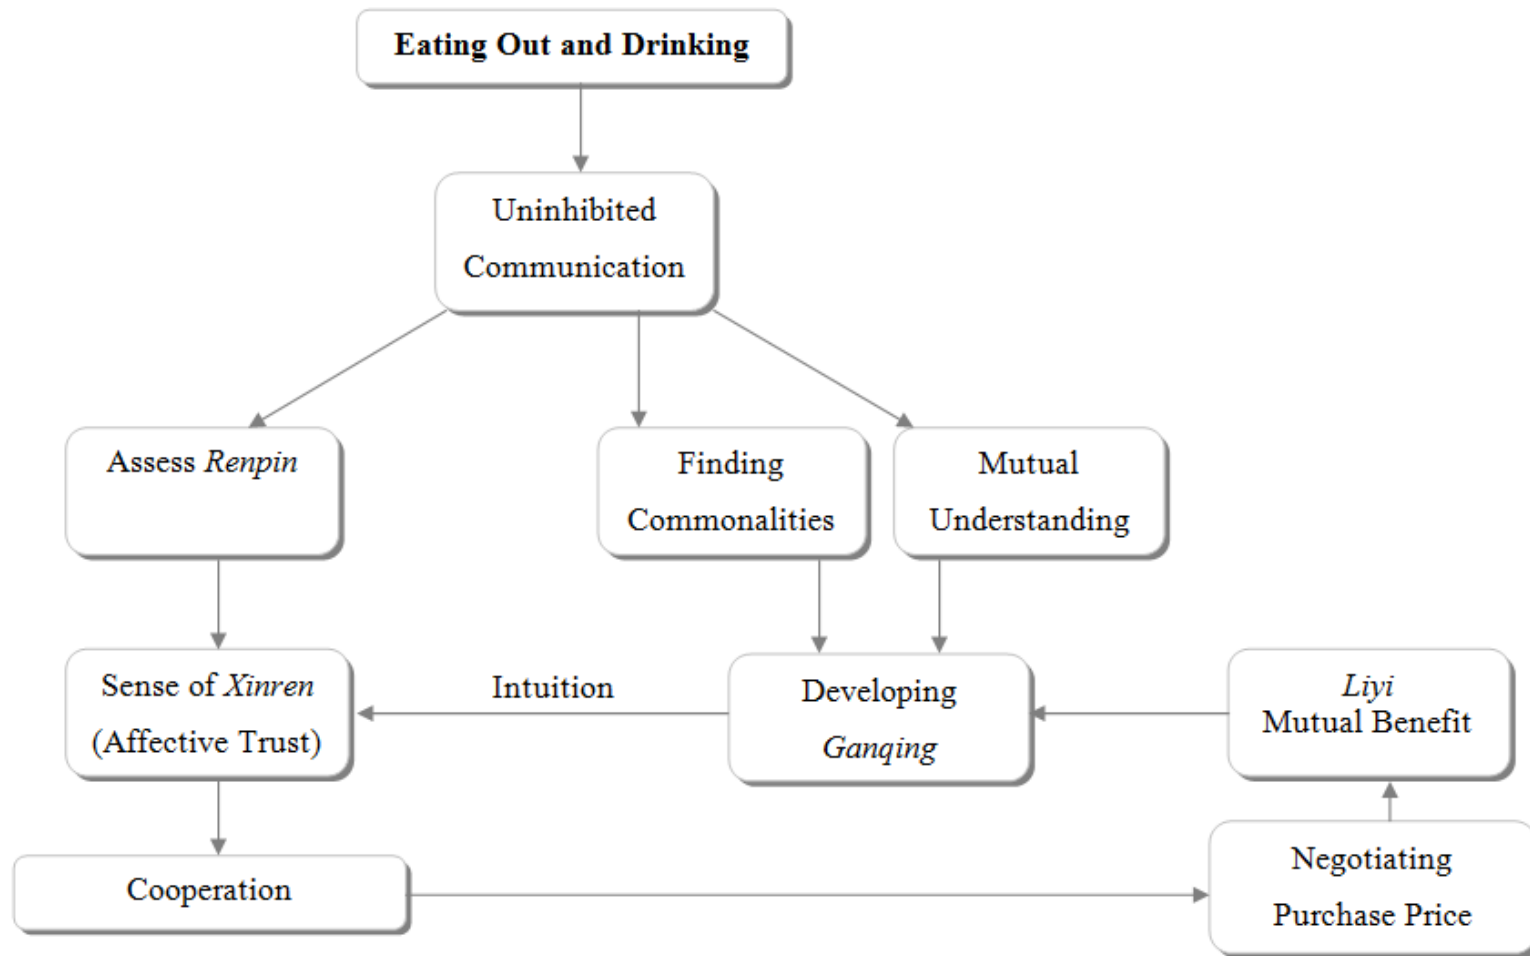 Eating Out and Drinking
Uninhibited
Communication
Assess Renpin
Finding
Commonalities
Mutual
Understanding
Sense of Xinren
(Affective Trust)
Intuition
Developing
Ganqing
Liyi
Mutual Benefit
Cooperation
Negotiating
Purchase Price